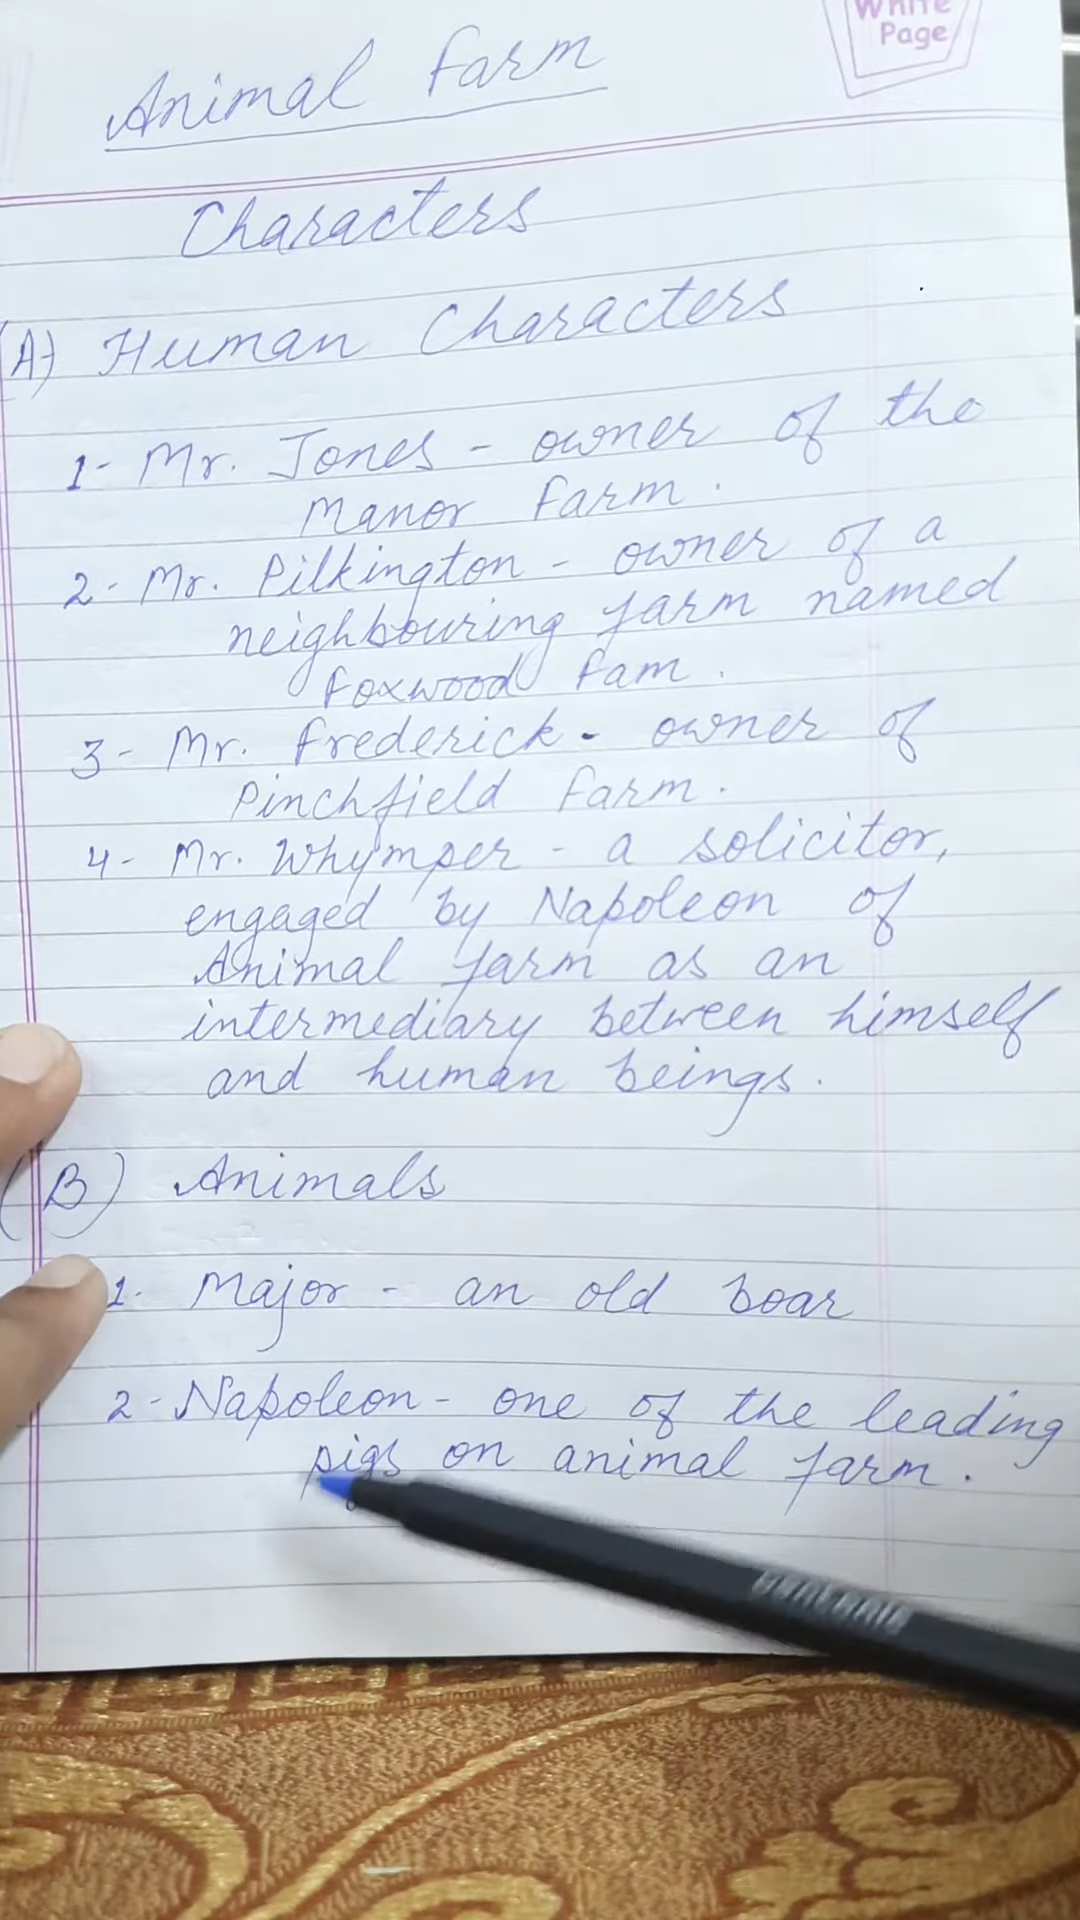 White
Page
Animal Farm
Characters
(A) Human Characters
1- Mr. Jones - owner of the
Manor Farm.
2- Mr. Pilkington - owner of a
neighbouring farm named
Foxwood Fam.
3- Mr. Frederick - owner of
Pinchfield Farm.
4- Mr. Whymper - a solicitor,
engaged by Napoleon of
Animal farm as an
intermediary between himself
and human beings.
(B) Animals
1. Major - an old boar
2- Napoleon - one of the leading
pigs on animal farm.